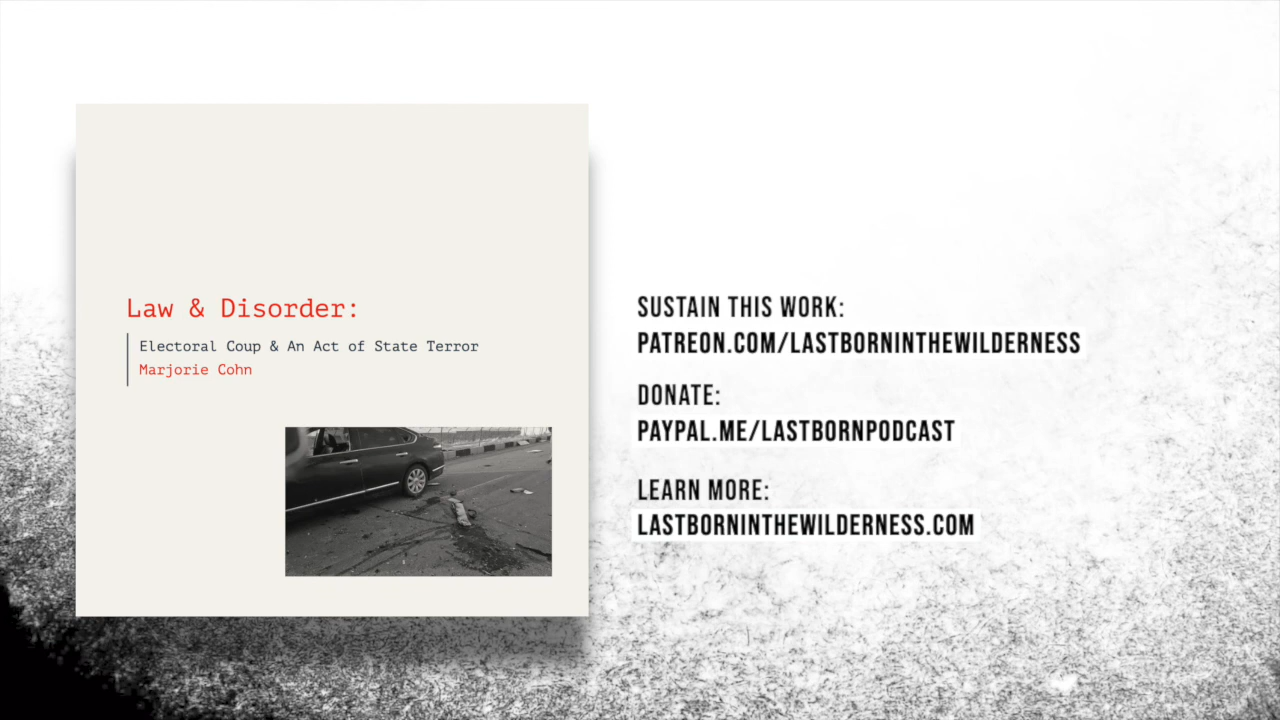 Law & Disorder:
Electoral Coup & An Act of State Terror
Marjorie Cohn
SUSTAIN THIS WORK:
PATREON.COM/LASTBORNINTHEWILDERNESS
DONATE:
PAYPAL.ME/LASTBORNPODCAST
LEARN MORE:
LASTBORNINTHEWILDERNESS.COM